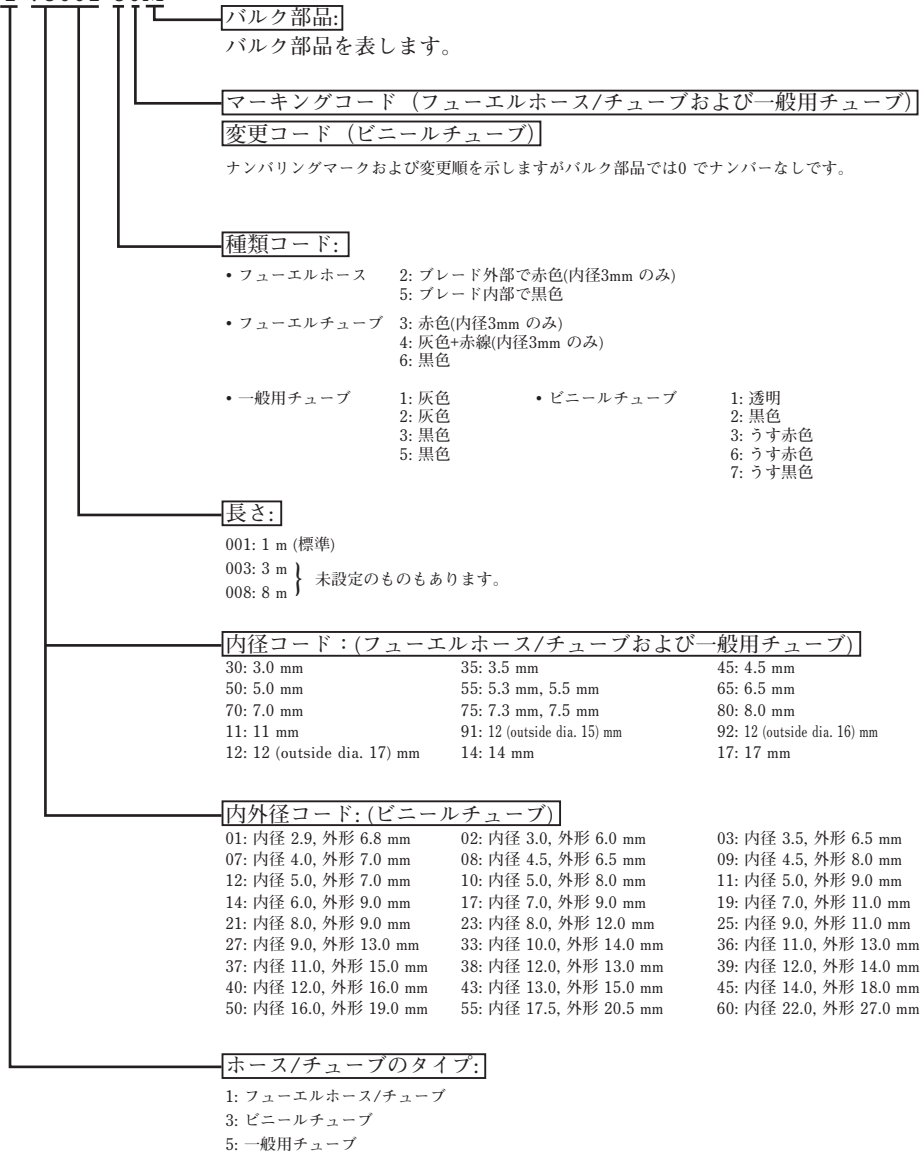 バルク部品:
バルク部品を表します。
マーキングコード (フューエルホース/チューブおよび一般用チューブ)
変更コード (ビニールチューブ)
ナンバリングマークおよび変更順を示しますがバルク部品では0 でナンバーなしです。
種類コード:
• フューエルホース 2: ブレード外部で赤色(内径3mm のみ)
5: ブレード内部で黒色
• フューエルチューブ 3: 赤色(内径3mm のみ)
4: 灰色+赤線(内径3mm のみ)
6: 黒色
• 一般用チューブ 1: 灰色 • ビニールチューブ 1: 透明
2: 灰色 2: 黒色
3: 黒色 3: うす赤色
5: 黒色 6: うす赤色
7: うす黒色
長さ:
001: 1 m (標準)
003: 3 m
008: 8 m } 未設定のものもあります。
内径コード：(フューエルホース/チューブおよび一般用チューブ)
30: 3.0 mm 35: 3.5 mm 45: 4.5 mm
50: 5.0 mm 55: 5.3 mm, 5.5 mm 65: 6.5 mm
70: 7.0 mm 75: 7.3 mm, 7.5 mm 80: 8.0 mm
11: 11 mm 91: 12 (outside dia. 15) mm 92: 12 (outside dia. 16) mm
12: 12 (outside dia. 17) mm 14: 14 mm 17: 17 mm
内外径コード: (ビニールチューブ)
01: 内径 2.9, 外形 6.8 mm 02: 内径 3.0, 外形 6.0 mm 03: 内径 3.5, 外形 6.5 mm
07: 内径 4.0, 外形 7.0 mm 08: 内径 4.5, 外形 6.5 mm 09: 内径 4.5, 外形 8.0 mm
12: 内径 5.0, 外形 7.0 mm 10: 内径 5.0, 外形 8.0 mm 11: 内径 5.0, 外形 9.0 mm
14: 内径 6.0, 外形 9.0 mm 17: 内径 7.0, 外形 9.0 mm 19: 内径 7.0, 外形 11.0 mm
21: 内径 8.0, 外形 9.0 mm 23: 内径 8.0, 外形 12.0 mm 25: 内径 9.0, 外形 11.0 mm
27: 内径 9.0, 外形 13.0 mm 33: 内径 10.0, 外形 14.0 mm 36: 内径 11.0, 外形 13.0 mm
37: 内径 11.0, 外形 15.0 mm 38: 内径 12.0, 外形 13.0 mm 39: 内径 12.0, 外形 14.0 mm
40: 内径 12.0, 外形 16.0 mm 43: 内径 13.0, 外形 15.0 mm 45: 内径 14.0, 外形 18.0 mm
50: 内径 16.0, 外形 19.0 mm 55: 内径 17.5, 外形 20.5 mm 60: 内径 22.0, 外形 27.0 mm
ホース/チューブのタイプ:
1: フューエルホース/チューブ
3: ビニールチューブ
5: 一般用チューブ